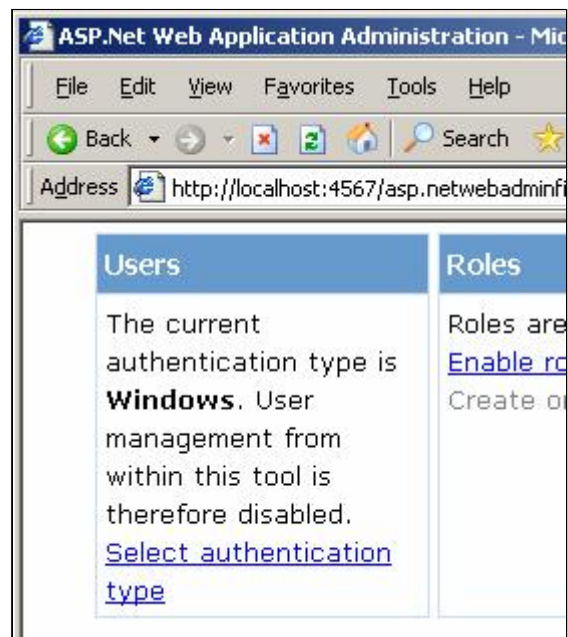 ASP.Net Web Application Administration - Mic
File Edit View Favorites Tools Help
Back Search
Address http://localhost:4567/asp.netwebadminfi
Users
The current
authentication type is
Windows. User
management from
within this tool is
therefore disabled.
Select authentication
type
Roles
Roles are
Enable ro
Create or